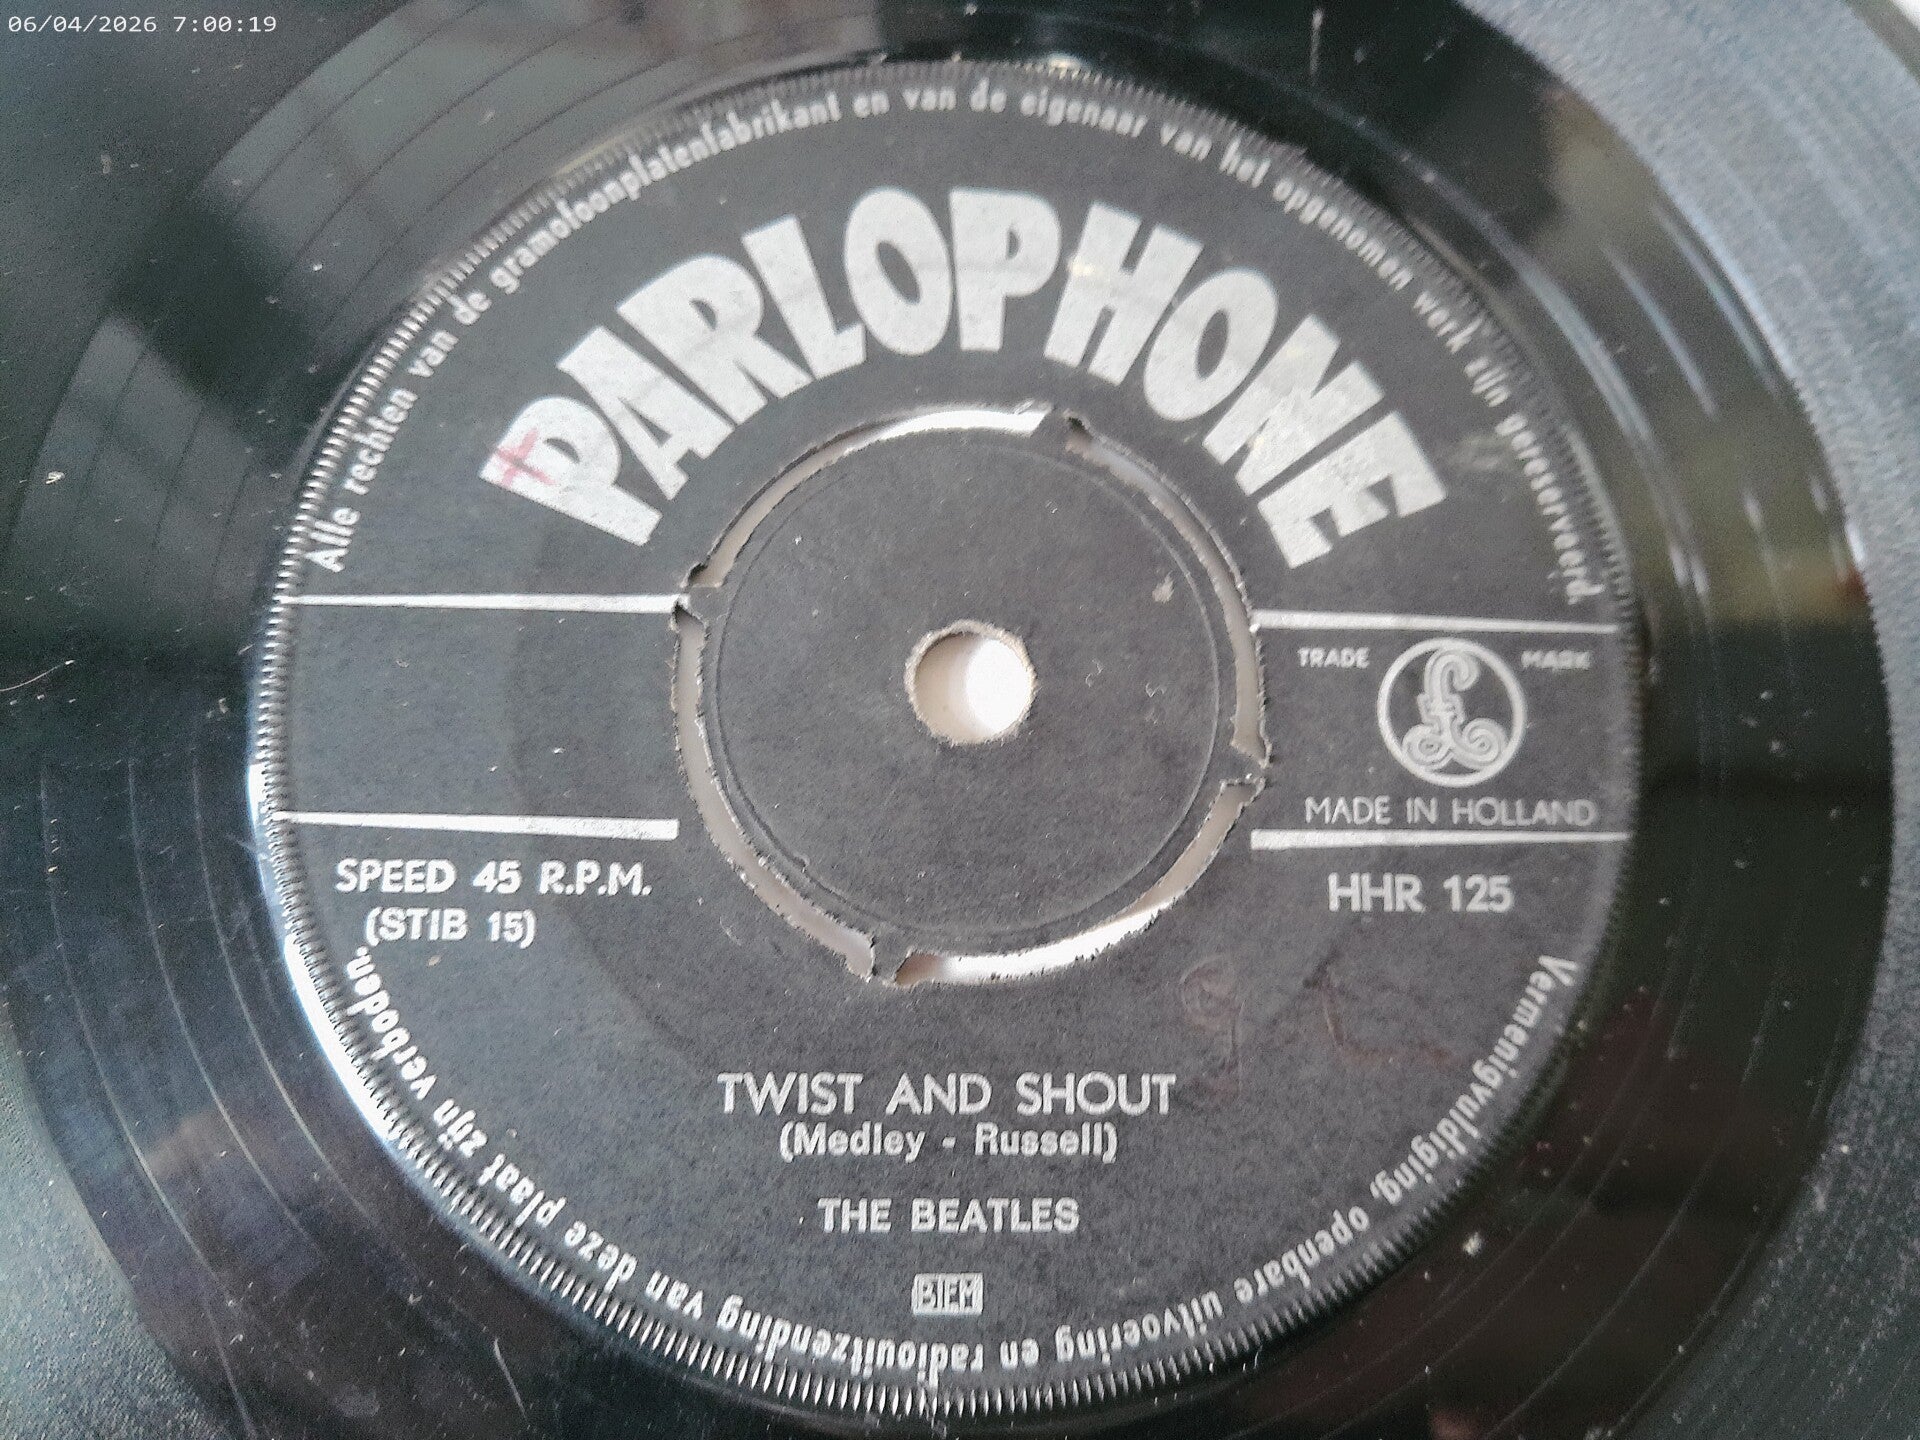 06/04/2026 7:00:19
Alle rechten van de gramofoonplatenfabrikant en van de eigenaar van het opgenomen werk zijn gereserveerd.
PARLOPHONE
TRADE MARK
£
MADE IN HOLLAND
SPEED 45 R.P.M.
(STIB 15)
HHR 125
TWIST AND SHOUT
(Medley - Russell)
THE BEATLES
BIEM
Vermenigvuldiging, openbare uitvoering en radiouitzending van deze plaat zijn verboden.